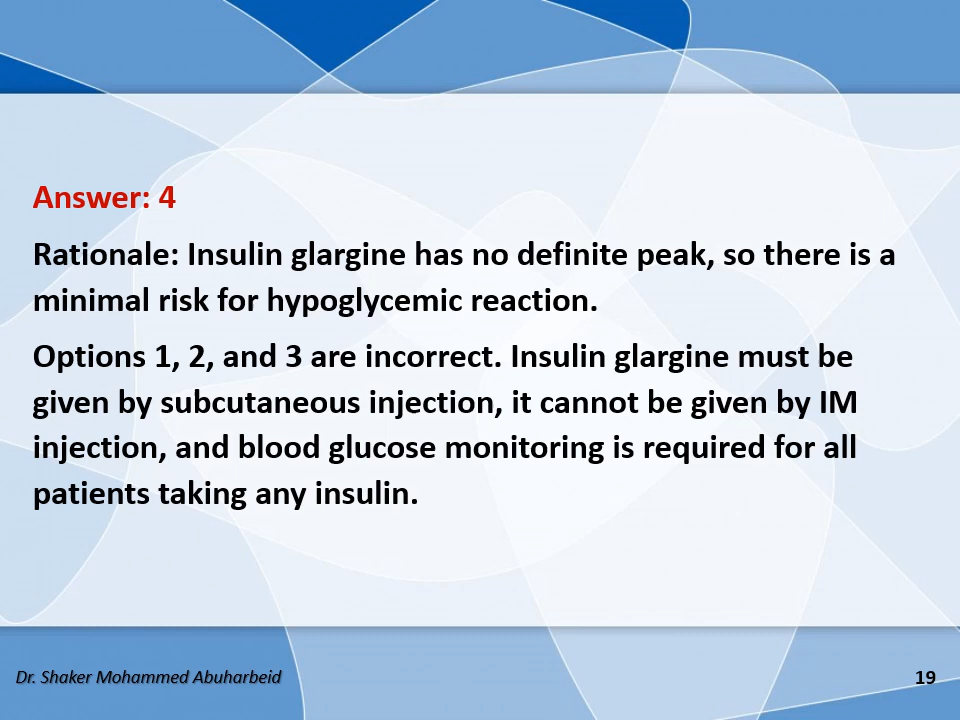 Answer: 4
Rationale: Insulin glargine has no definite peak, so there is a
minimal risk for hypoglycemic reaction.
Options 1, 2, and 3 are incorrect. Insulin glargine must be
given by subcutaneous injection, it cannot be given by IM
injection, and blood glucose monitoring is required for all
patients taking any insulin.
Dr. Shaker Mohammed Abuharbeid
19